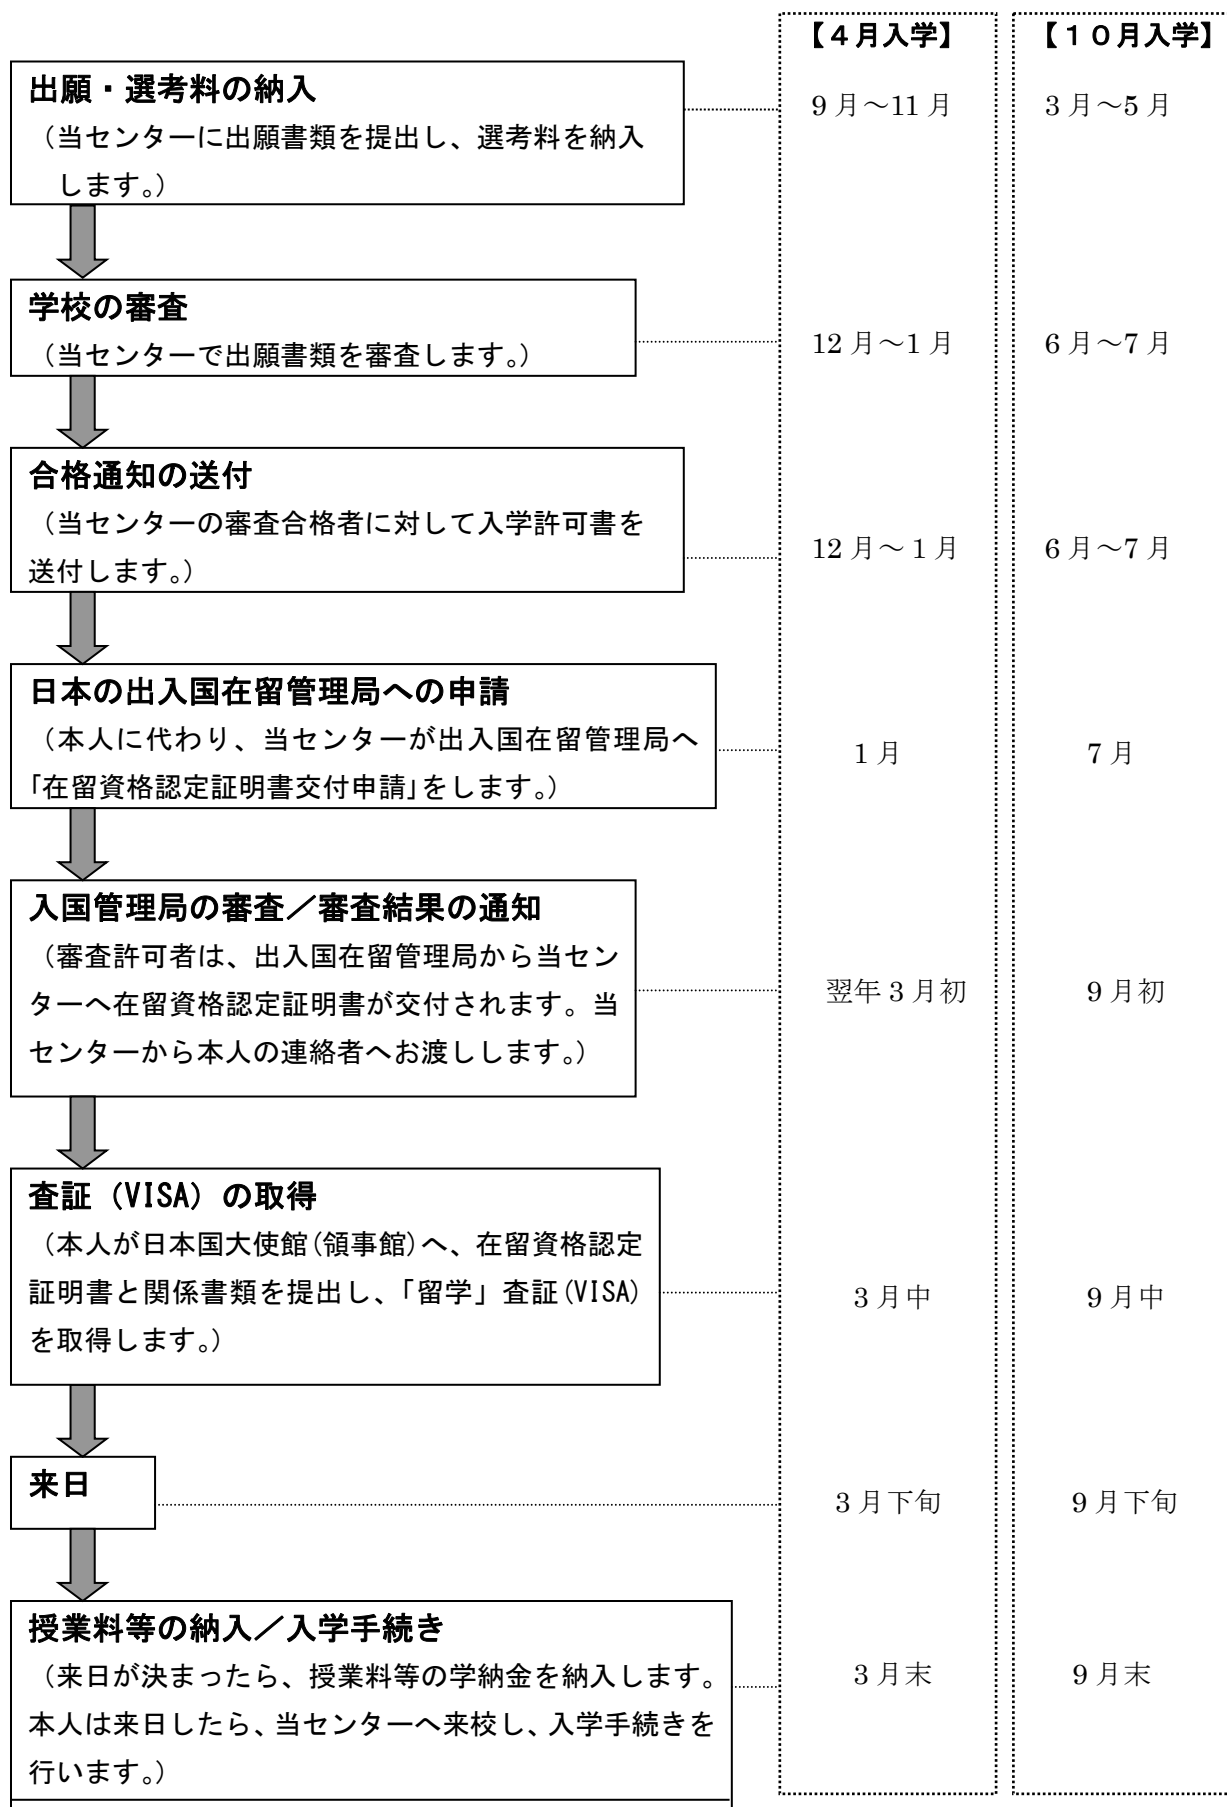 【４月入学】 【１０月入学】
出願・選考料の納入
（当センターに出願書類を提出し、選考料を納入
します。）
9 月～11 月 3 月～5 月
学校の審査
（当センターで出願書類を審査します。）
12 月～1 月 6 月～7 月
合格通知の送付
（当センターの審査合格者に対して入学許可書を
送付します。）
12 月～ 1 月 6 月～7 月
日本の出入国在留管理局への申請
（本人に代わり、当センターが出入国在留管理局へ
「在留資格認定証明書交付申請」をします。）
1 月 7 月
入国管理局の審査／審査結果の通知
（審査許可者は、出入国在留管理局から当セン
ターへ在留資格認定証明書が交付されます。当
センターから本人の連絡者へお渡しします。）
翌年 3 月初 9 月初
査証（VISA）の取得
（本人が日本国大使館(領事館)へ、在留資格認定
証明書と関係書類を提出し、「留学」査証(VISA)
を取得します。）
3 月中 9 月中
来日
3 月下旬 9 月下旬
授業料等の納入／入学手続き
（来日が決まったら、授業料等の学納金を納入します。
本人は来日したら、当センターへ来校し、入学手続きを
行います。）
3 月末 9 月末